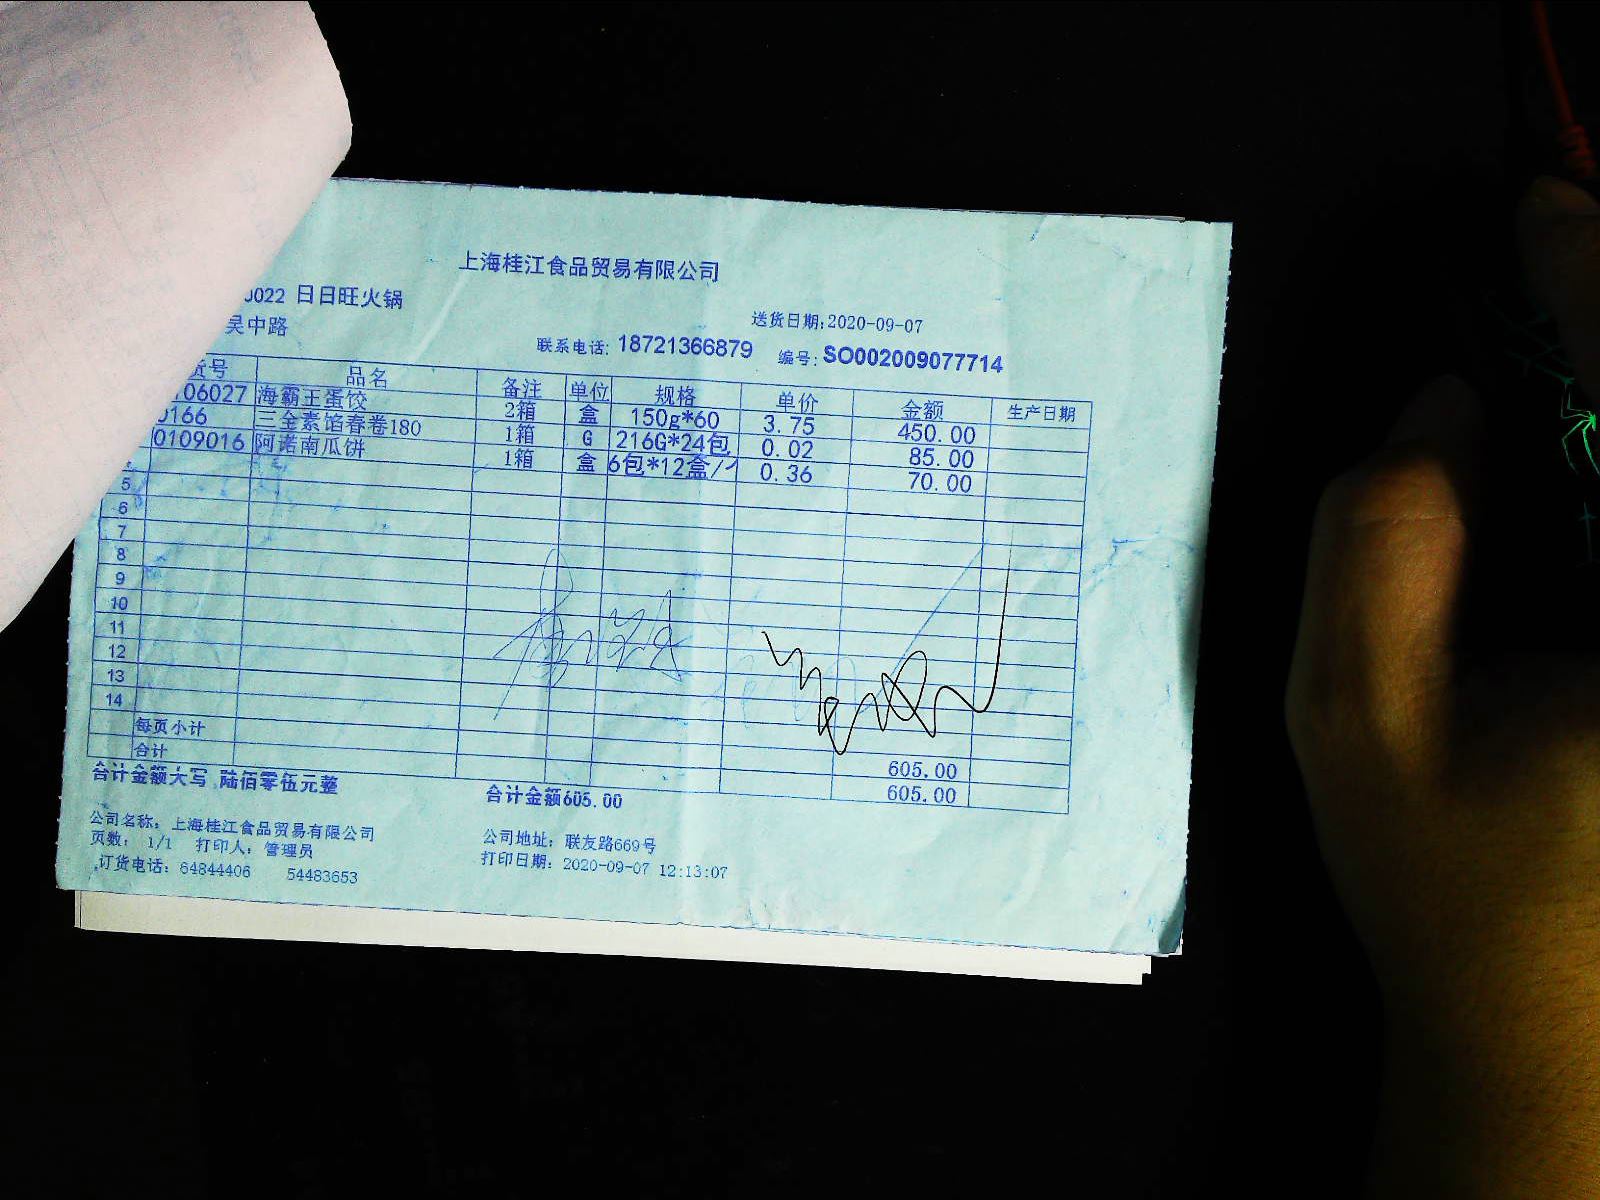 上海桂江食品贸易有限公司
0022 日日旺火锅
吴中路
送货日期:2020-09-07
联系电话: 18721366879 编号: SO002009077714
货号 品名 备注 单位 规格 单价 金额 生产日期
106027 海霸王蛋饺 2箱 盒 150g*60 3.75 450.00
0166 三全素馅春卷180 1箱 G 216G*24包 0.02 85.00
0109016 阿诺南瓜饼 1箱 盒 6包*12盒/ 0.36 70.00
5
6
7
8
9
10
11
12
13
14
每页小计 605.00
合计 605.00
合计金额大写 陆佰零伍元整 合计金额605.00
公司名称: 上海桂江食品贸易有限公司 公司地址: 联友路669号
页数: 1/1 打印人: 管理员 打印日期: 2020-09-07 12:13:07
订货电话: 64844406 54483653